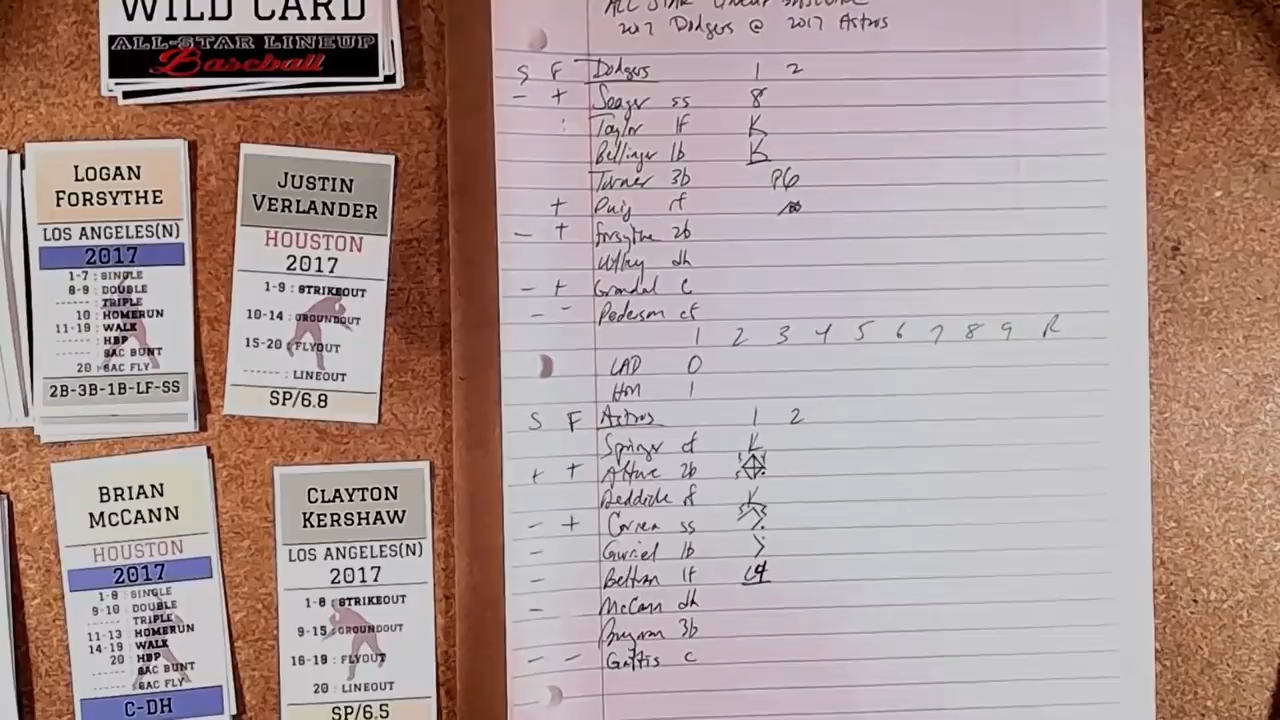 WILD CARD
ALL-STAR LINEUP
Baseball
LOGAN
FORSYTHE
LOS ANGELES(N)
2017
1-7 : SINGLE
8-9 : DOUBLE
------ : TRIPLE
10 : HOMERUN
11-19 : WALK
------ : HBP
------ : SAC BUNT
20 : SAC FLY
2B-3B-1B-LF-SS
JUSTIN
VERLANDER
HOUSTON
2017
1-9 : STRIKEOUT
10-14 : GROUNDOUT
15-20 : FLYOUT
------ : LINEOUT
SP/6.8
BRIAN
McCANN
HOUSTON
2017
1-8 : SINGLE
9-10 : DOUBLE
------ : TRIPLE
11-13 : HOMERUN
14-19 : WALK
20 : HBP
------ : SAC BUNT
------ : SAC FLY
C-DH
CLAYTON
KERSHAW
LOS ANGELES(N)
2017
1-8 : STRIKEOUT
9-15 : GROUNDOUT
16-19 : FLYOUT
20 : LINEOUT
SP/6.5
All Star Lineup
2017 Dodgers @ 2017 Astros
S F Dodgers 1 2
- + Seager ss 8
Taylor lf K
Bellinger 1b K
Turner 3b P6
+ Puig rf
- + Forsythe 2b
Utley dh
- + Grandal c
- - Pederson cf
1 2 3 4 5 6 7 8 9 R
LAD 0
Hou 1
S F Astros 1 2
Springer cf K
+ + Altuve 2b
Reddick rf K
- + Correa ss
- Gurriel 1b
- Beltran lf L4
- McCann dh
Bregman 3b
- - Gattis c